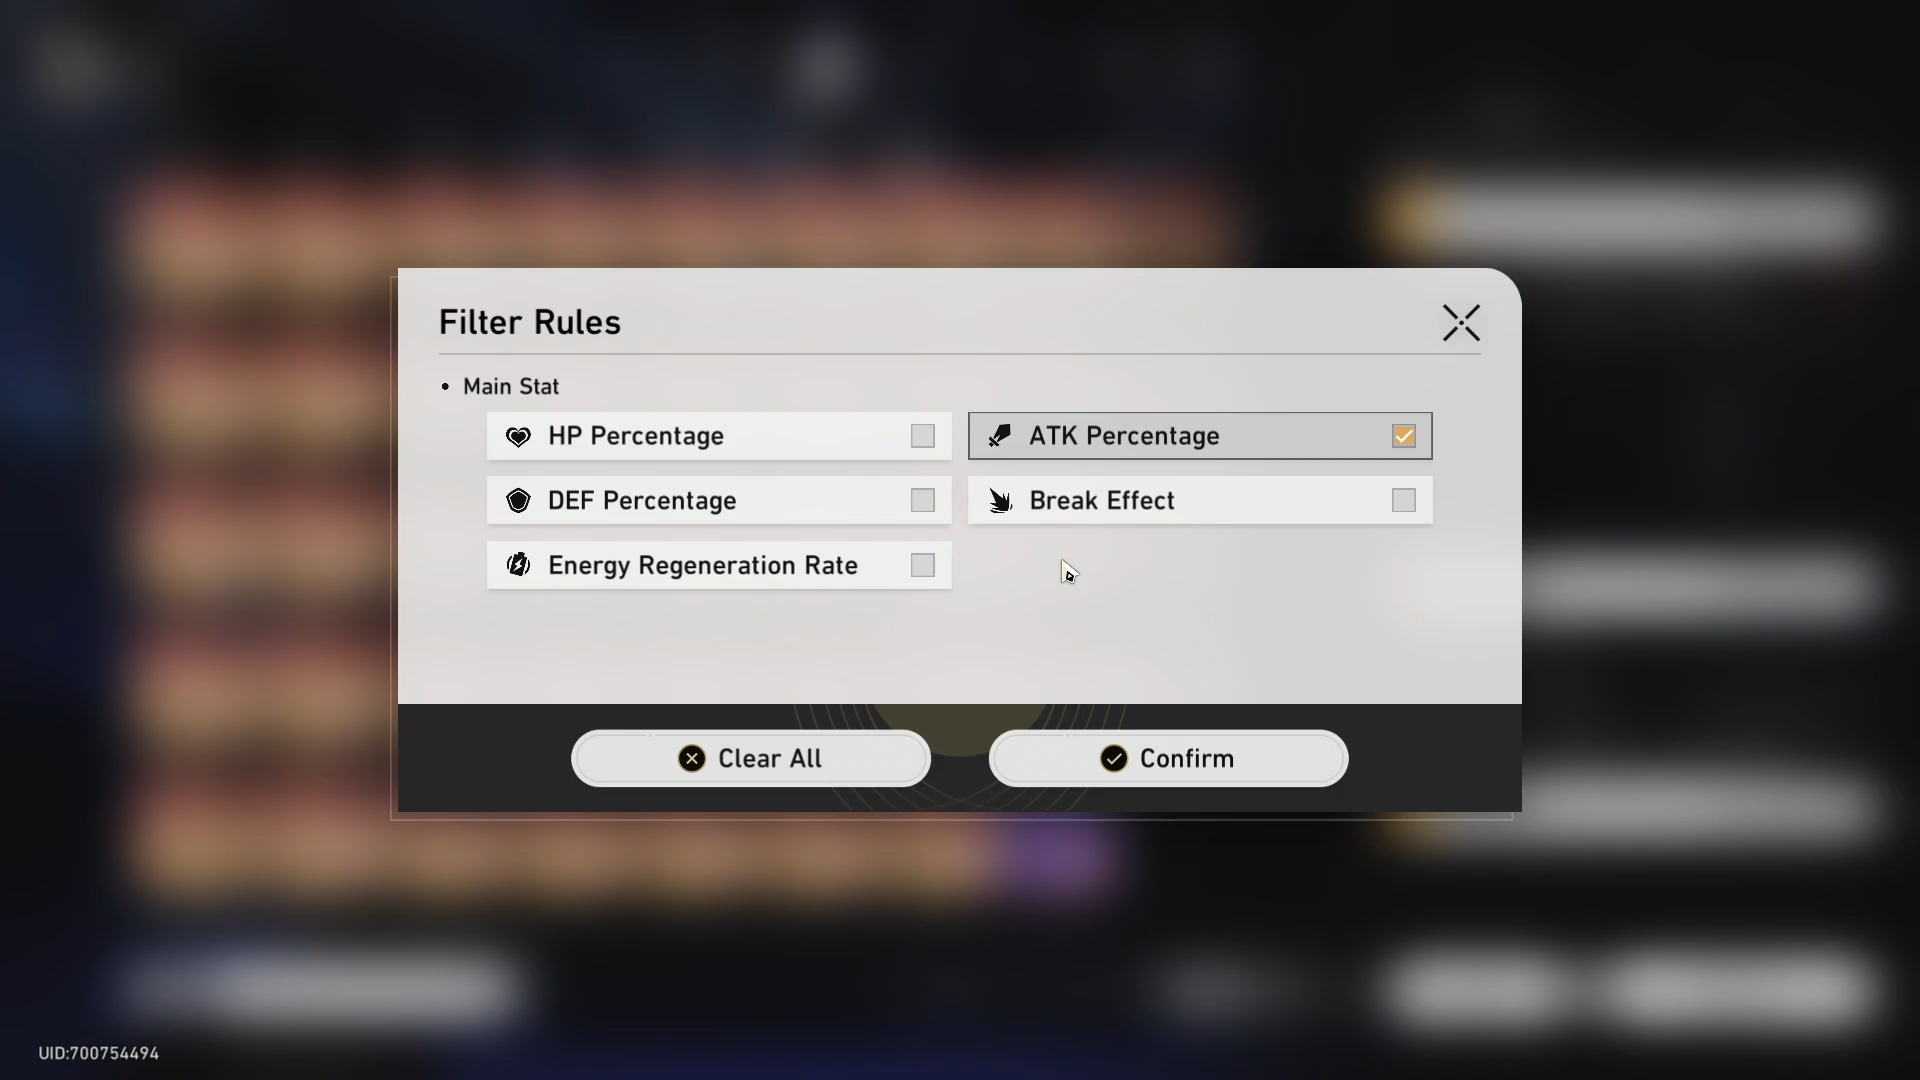 Filter Rules
• Main Stat
HP Percentage
ATK Percentage
DEF Percentage
Break Effect
Energy Regeneration Rate
Clear All
Confirm
UID:700754494